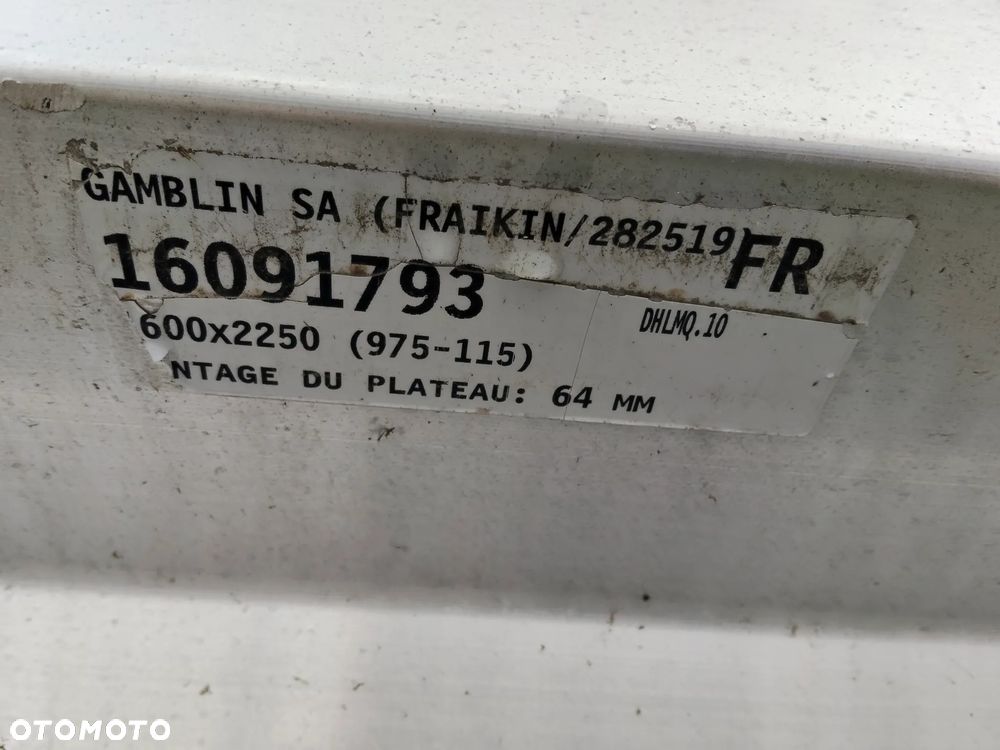 GAMBLIN SA (FRAIKIN/282519)
FR
16091793
DHLMQ.10
600x2250 (975-115)
NTAGE DU PLATEAU: 64 MM
OTOMOTO